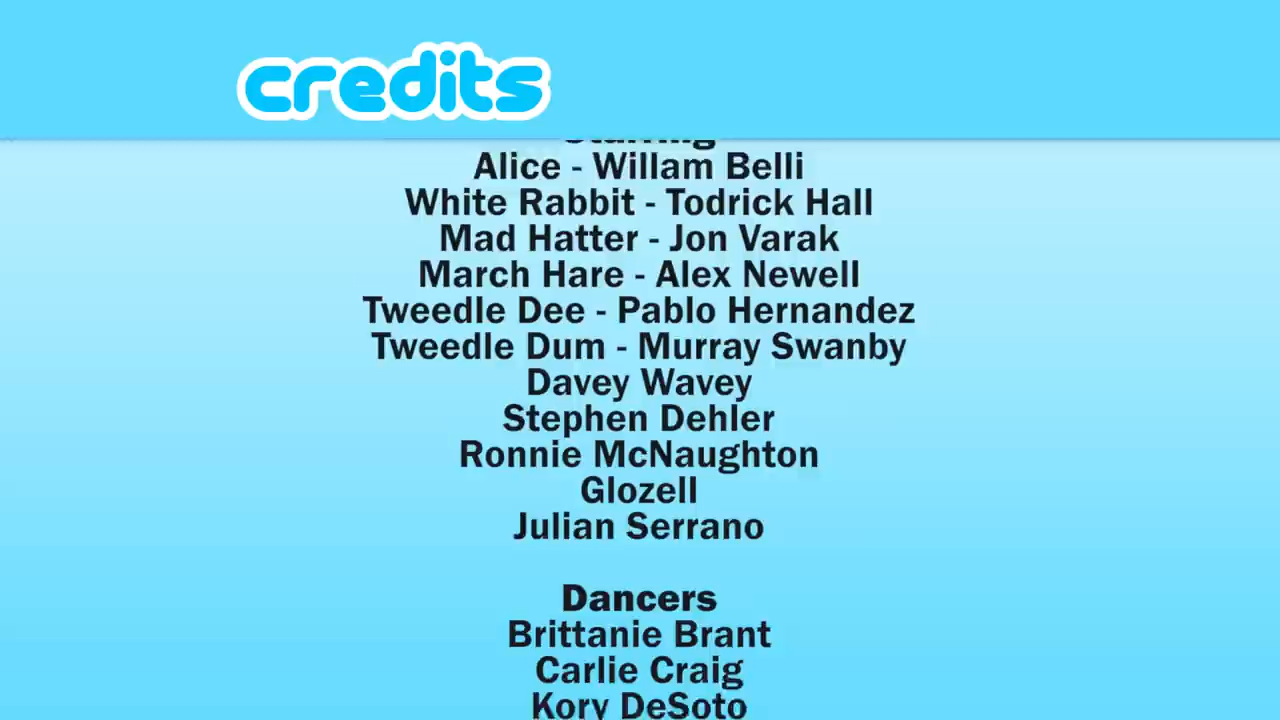 credits
Starring
Alice - Willam Belli
White Rabbit - Todrick Hall
Mad Hatter - Jon Varak
March Hare - Alex Newell
Tweedle Dee - Pablo Hernandez
Tweedle Dum - Murray Swanby
Davey Wavey
Stephen Dehler
Ronnie McNaughton
Glozell
Julian Serrano
Dancers
Brittanie Brant
Carlie Craig
Kory DeSoto